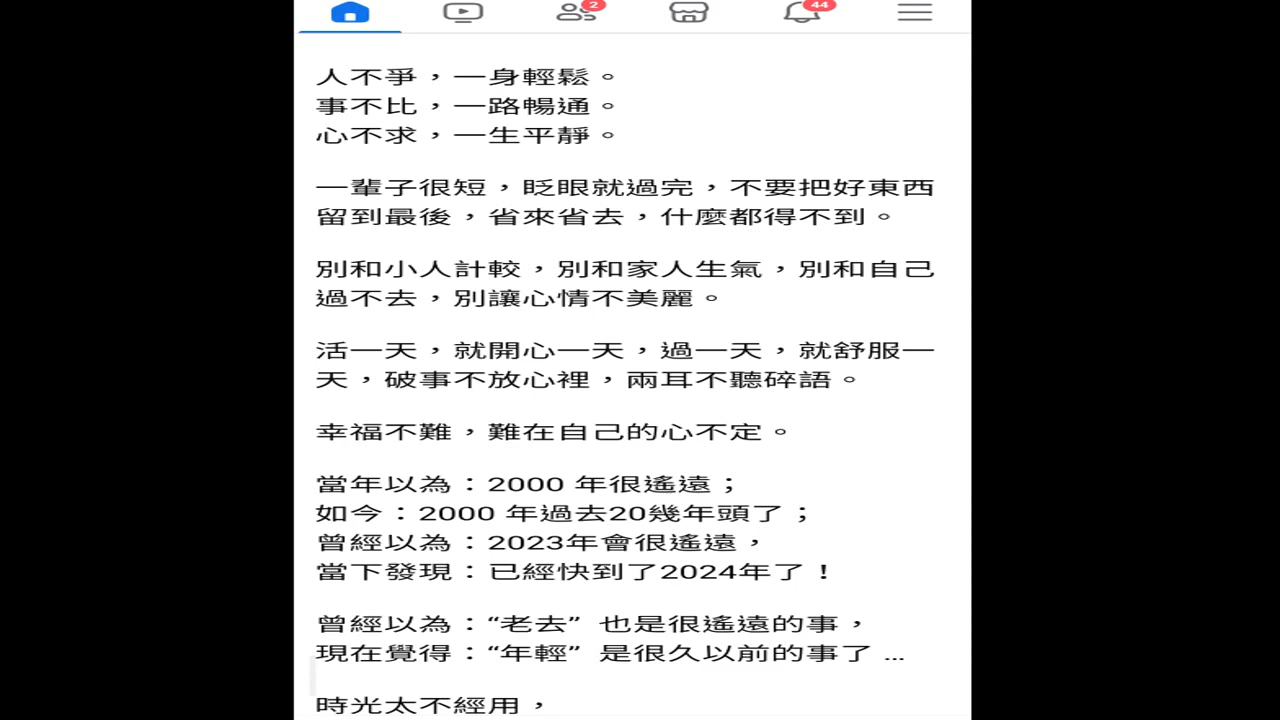 2
44
人不爭，一身輕鬆。
事不比，一路暢通。
心不求，一生平靜。
一輩子很短，眨眼就過完，不要把好東西
留到最後，省來省去，什麼都得不到。
別和小人計較，別和家人生氣，別和自己
過不去，別讓心情不美麗。
活一天，就開心一天，過一天，就舒服一
天，破事不放心裡，兩耳不聽碎語。
幸福不難，難在自己的心不定。
當年以為：2000 年很遙遠；
如今：2000 年過去20幾年頭了；
曾經以為：2023年會很遙遠，
當下發現：已經快到了2024年了！
曾經以為：“老去”也是很遙遠的事，
現在覺得：“年輕”是很久以前的事了 ...
時光太不經用，